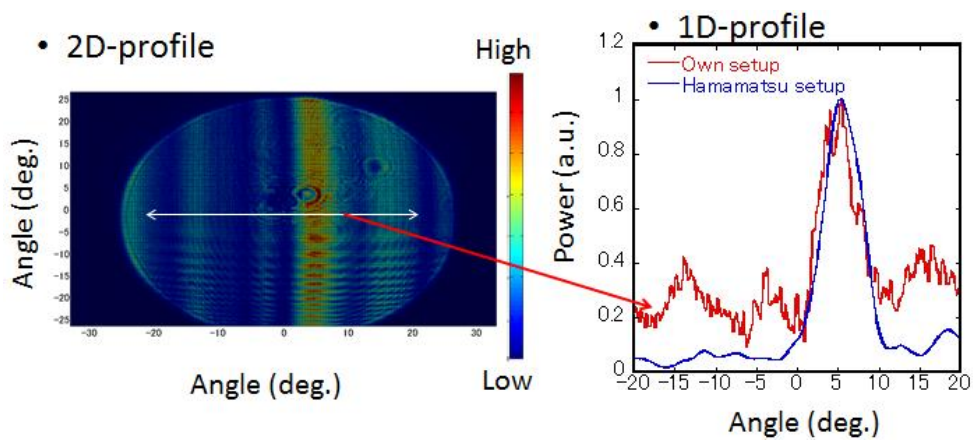 • 2D-profile
High
25
20
15
10
5
0
-5
-10
-15
-20
-25
-30 -20 -10 0 10 20 30
Angle (deg.)
Angle (deg.)
Low
• 1D-profile
Own setup
Hamamatsu setup
1.2
1
0.8
0.6
0.4
0.2
0
Power (a.u.)
-20 -15 -10 -5 0 5 10 15 20
Angle (deg.)